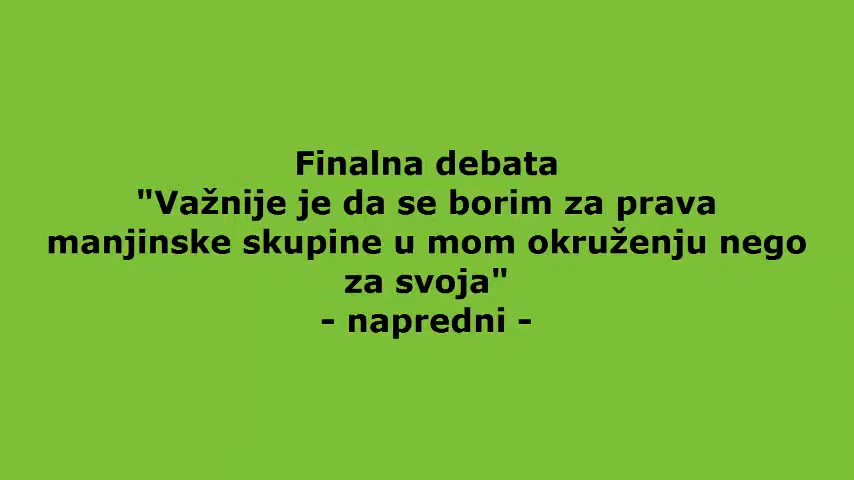 Finalna debata
"Važnije je da se borim za prava
manjinske skupine u mom okruženju nego
za svoja"
- napredni -